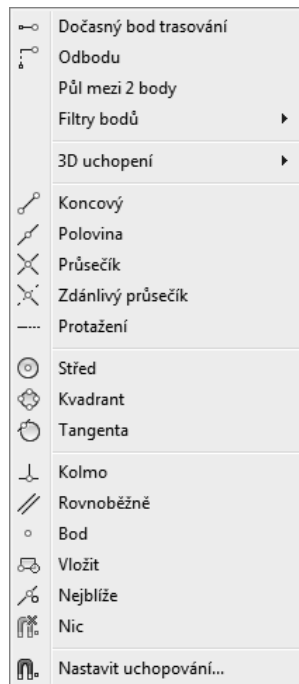 Dočasný bod trasování
Odbodu
Půl mezi 2 body
Filtry bodů
3D uchopení
Koncový
Polovina
Průsečík
Zdánlivý průsečík
Protažení
Střed
Kvadrant
Tangenta
Kolmo
Rovnoběžně
Bod
Vložit
Nejblíže
Nic
Nastavit uchopování...